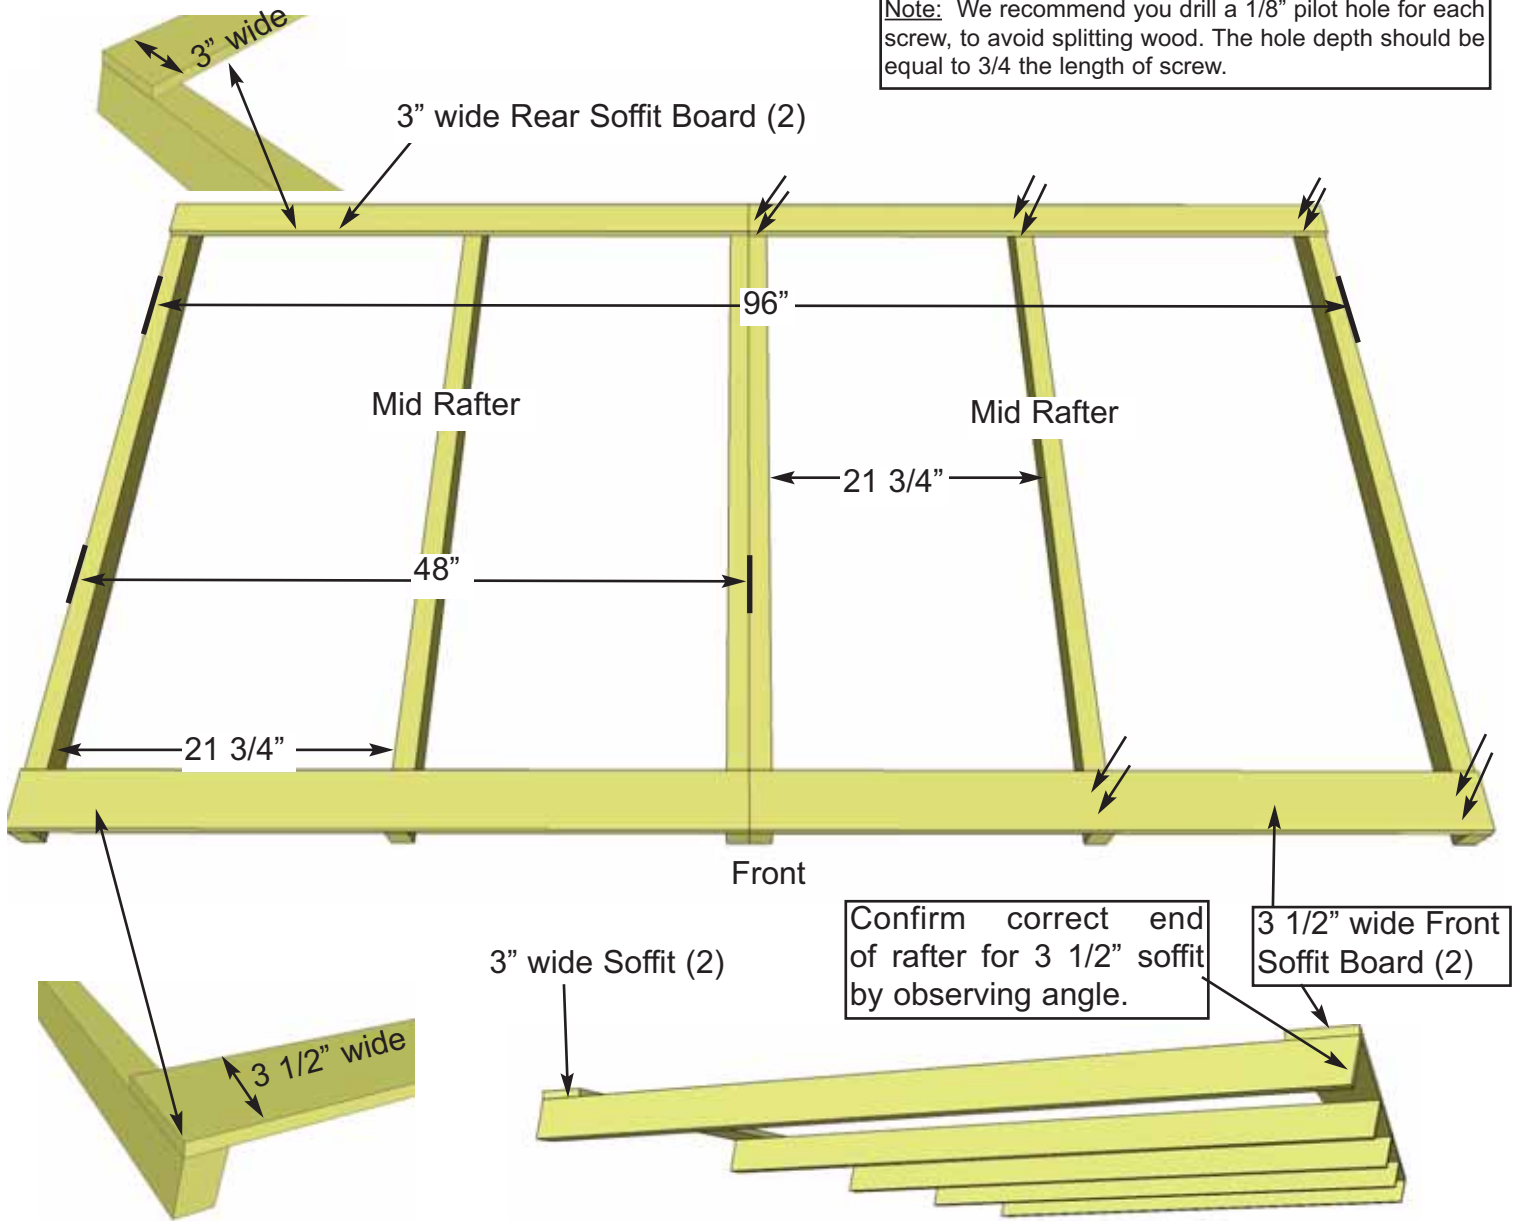 Note: We recommend you drill a 1/8” pilot hole for each
screw, to avoid splitting wood. The hole depth should be
equal to 3/4 the length of screw.
3” wide
3” wide Rear Soffit Board (2)
96”
Mid Rafter
Mid Rafter
21 3/4”
48”
21 3/4”
Front
3” wide Soffit (2)
Confirm correct end
of rafter for 3 1/2” soffit
by observing angle.
3 1/2” wide Front
Soffit Board (2)
3 1/2” wide